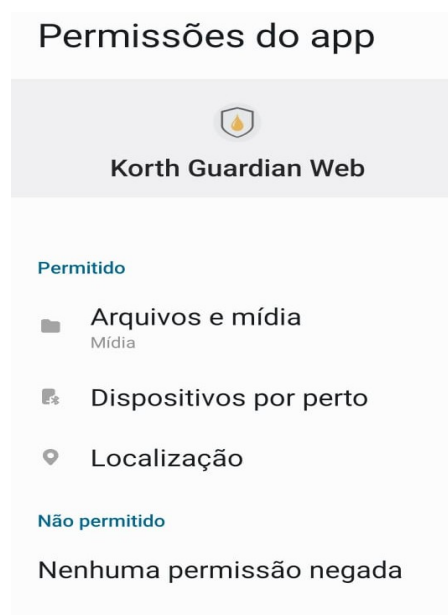 Permissões do app
Korth Guardian Web
Permitido
Arquivos e mídia
Mídia
Dispositivos por perto
Localização
Não permitido
Nenhuma permissão negada